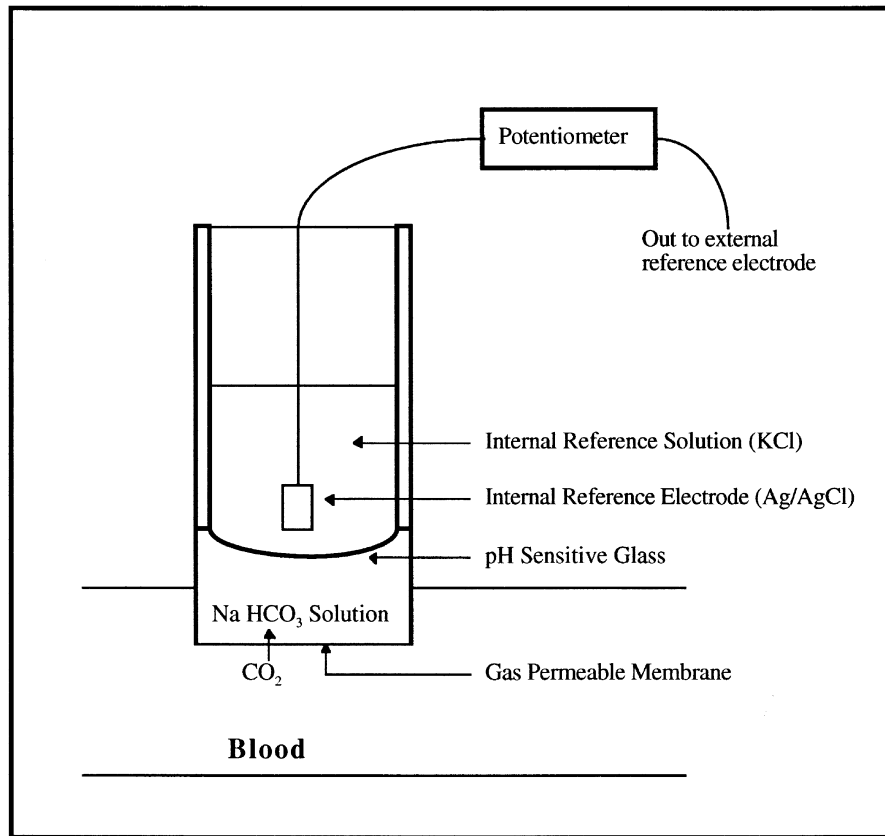 Potentiometer
Out to external
reference electrode
Internal Reference Solution (KCl)
Internal Reference Electrode (Ag/AgCl)
pH Sensitive Glass
Na HCO₃ Solution
CO₂
Gas Permeable Membrane
Blood